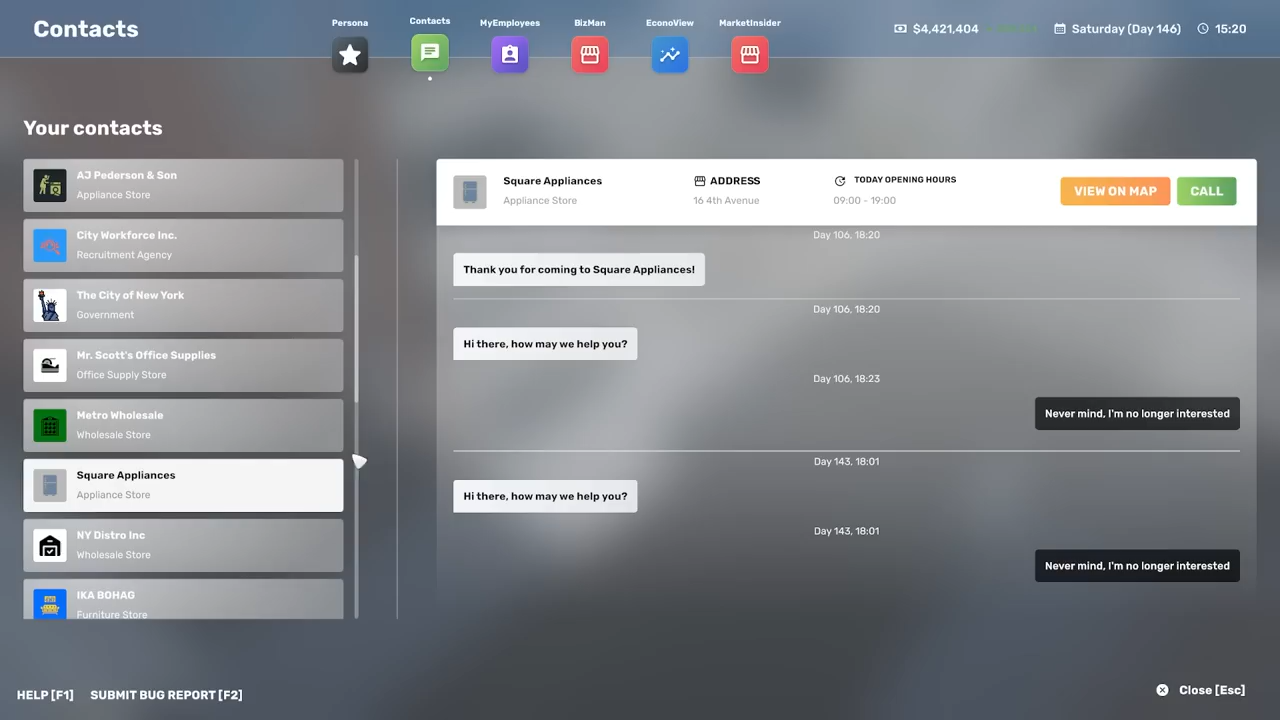 Contacts
Persona
Contacts
MyEmployees
BizMan
EconoView
MarketInsider
$4,421,404
Saturday (Day 146)
15:20
Your contacts
AJ Pederson & Son
Appliance Store
City Workforce Inc.
Recruitment Agency
The City of New York
Government
Mr. Scott's Office Supplies
Office Supply Store
Metro Wholesale
Wholesale Store
Square Appliances
Appliance Store
NY Distro Inc
Wholesale Store
IKA BOHAG
Furniture Store
Square Appliances
Appliance Store
ADDRESS
16 4th Avenue
TODAY OPENING HOURS
09:00 - 19:00
VIEW ON MAP
CALL
Day 106, 18:20
Thank you for coming to Square Appliances!
Day 106, 18:20
Hi there, how may we help you?
Day 106, 18:23
Never mind, I'm no longer interested
Day 143, 18:01
Hi there, how may we help you?
Day 143, 18:01
Never mind, I'm no longer interested
HELP [F1]
SUBMIT BUG REPORT [F2]
Close [Esc]